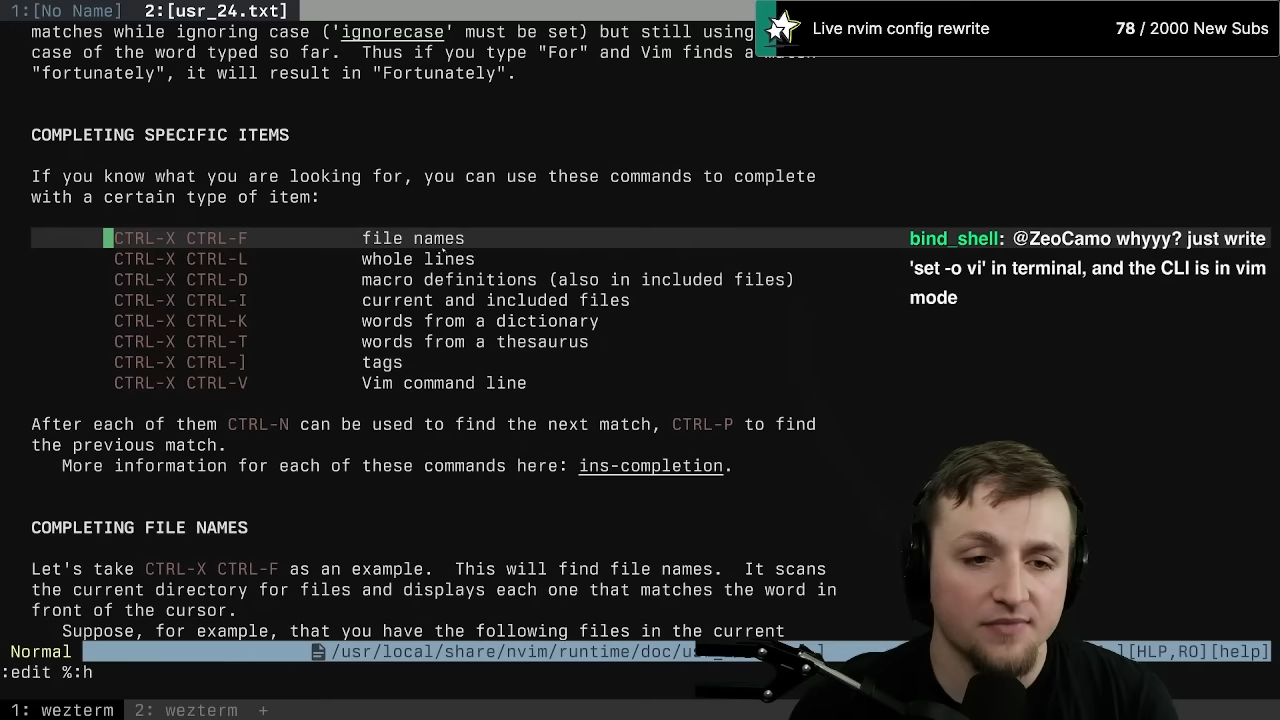 1:[No Name] 2:[usr_24.txt]
Live nvim config rewrite 78 / 2000 New Subs
matches while ignoring case ('ignorecase' must be set) but still using
case of the word typed so far. Thus if you type "For" and Vim finds a
"fortunately", it will result in "Fortunately".
COMPLETING SPECIFIC ITEMS
If you know what you are looking for, you can use these commands to complete
with a certain type of item:
CTRL-X CTRL-F file names
CTRL-X CTRL-L whole lines
CTRL-X CTRL-D macro definitions (also in included files)
CTRL-X CTRL-I current and included files
CTRL-X CTRL-K words from a dictionary
CTRL-X CTRL-T words from a thesaurus
CTRL-X CTRL-] tags
CTRL-X CTRL-V Vim command line
bind_shell: @ZeoCamo whyyy? just write
'set -o vi' in terminal, and the CLI is in vim
mode
After each of them CTRL-N can be used to find the next match, CTRL-P to find
the previous match.
More information for each of these commands here: ins-completion.
COMPLETING FILE NAMES
Let's take CTRL-X CTRL-F as an example. This will find file names. It scans
the current directory for files and displays each one that matches the word in
front of the cursor.
Suppose, for example, that you have the following files in the current
Normal /usr/local/share/nvim/runtime/doc/us [HLP,RO][help]
:edit %:h
1: wezterm 2: wezterm +